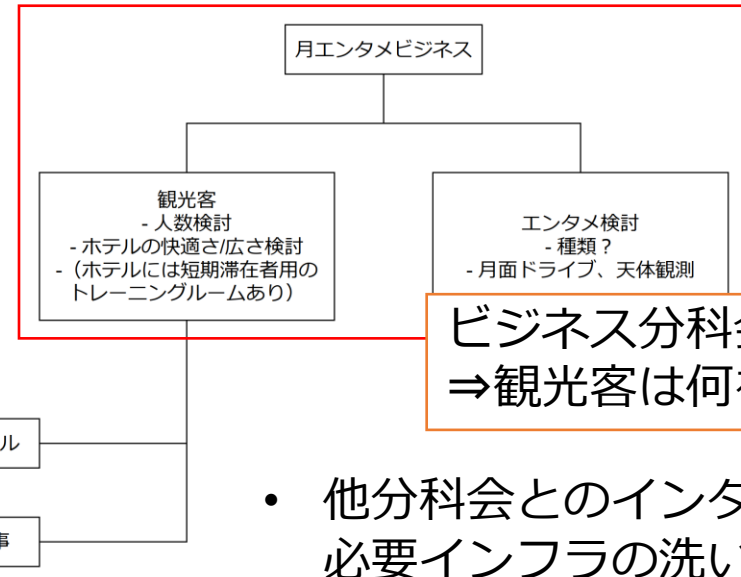 月エンタメビジネス
観光客
- 人数検討
- ホテルの快適さ/広さ検討
- （ホテルには短期滞在者用の
トレーニングルームあり）
エンタメ検討
- 種類？
- 月面ドライブ、天体観測
ビジネス分科
⇒観光客は何
ル
事
• 他分科会とのインタ
必要インフラの洗い